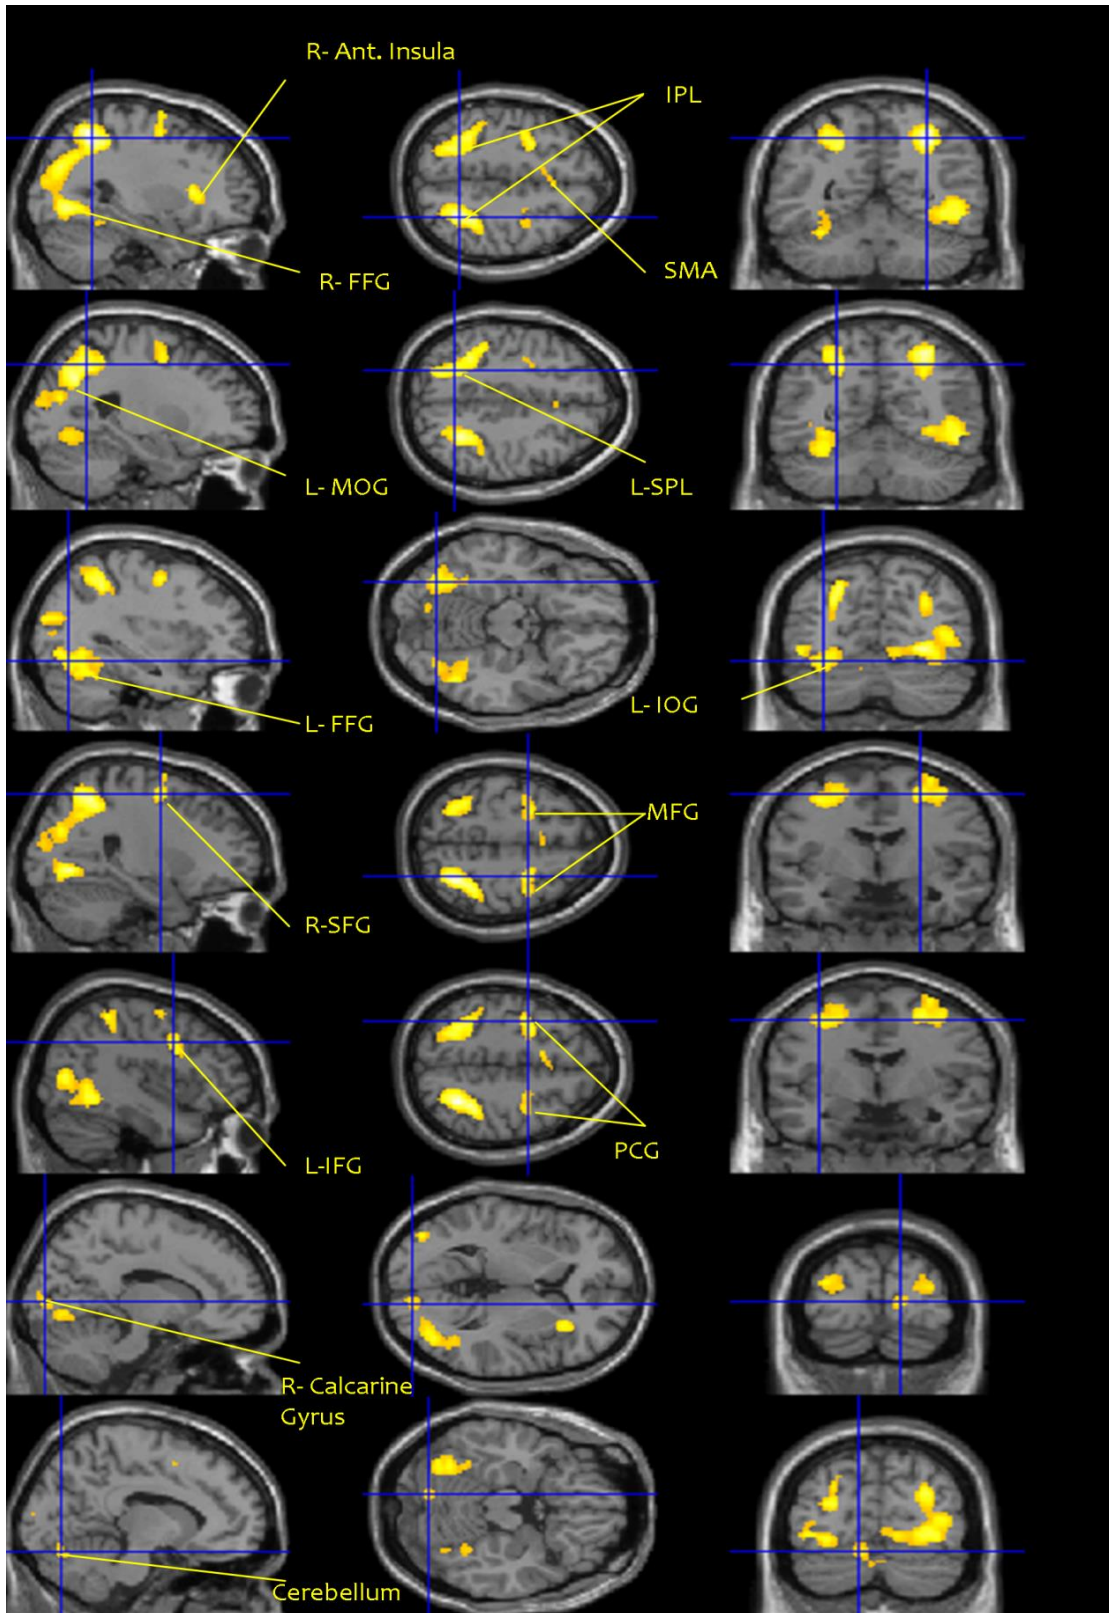 R- Ant. Insula
IPL
SMA
R- FFG
L- MOG
L-SPL
L- IOG
L- FFG
MFG
R-SFG
PCG
L-IFG
R- Calcarine
Gyrus
Cerebellum